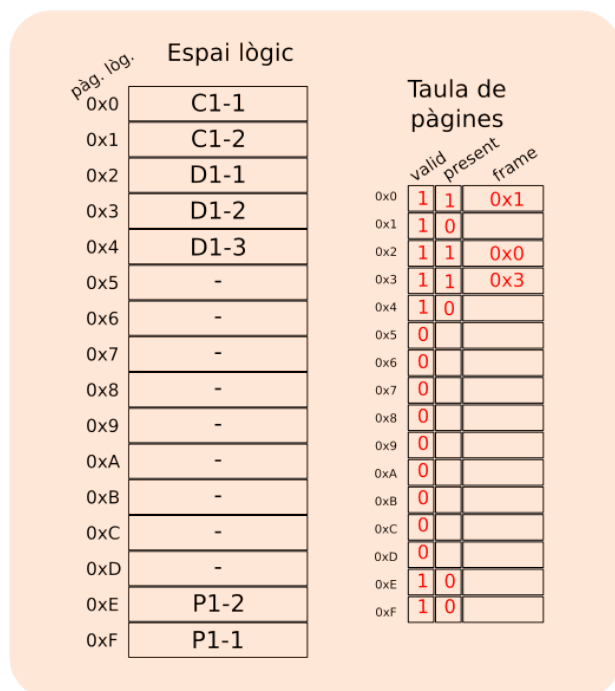 Espai lògic
pàg. lòg.
0x0 C1-1
0x1 C1-2
0x2 D1-1
0x3 D1-2
0x4 D1-3
0x5 -
0x6 -
0x7 -
0x8 -
0x9 -
0xA -
0xB -
0xC -
0xD -
0xE P1-2
0xF P1-1
Taula de
pàgines
valid present frame
0x0 1 1 0x1
0x1 1 0
0x2 1 1 0x0
0x3 1 1 0x3
0x4 1 0
0x5 0
0x6 0
0x7 0
0x8 0
0x9 0
0xA 0
0xB 0
0xC 0
0xD 0
0xE 1 0
0xF 1 0